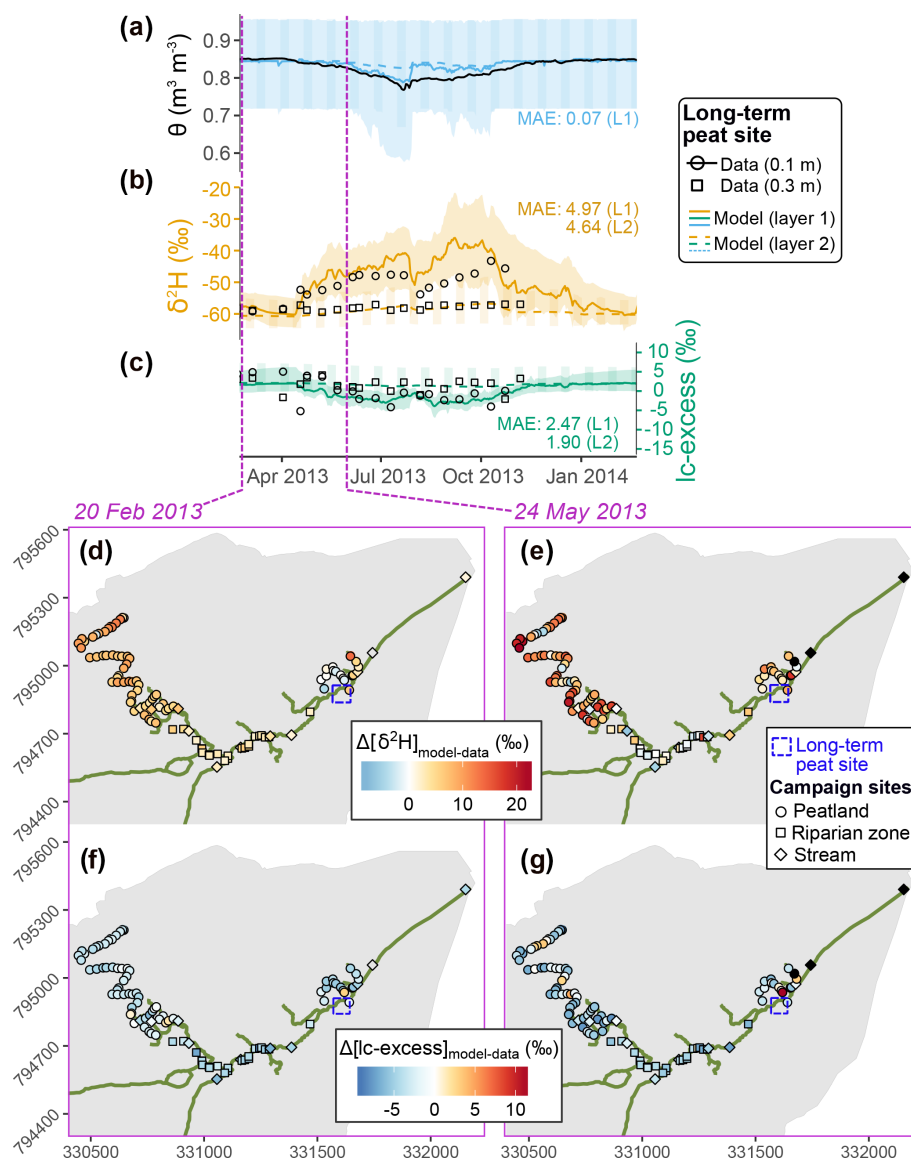 (a)
0.9
0.8
0.7
0.6
θ (m³ m⁻³)
MAE: 0.07 (L1)
Long-term
peat site
Data (0.1 m)
Data (0.3 m)
Model (layer 1)
Model (layer 2)
(b)
-20
-30
-40
-50
-60
δ²H (‰)
MAE: 4.97 (L1)
4.64 (L2)
(c)
10
5
0
-5
-10
-15
lc-excess (‰)
MAE: 2.47 (L1)
1.90 (L2)
Apr 2013
Jul 2013
Oct 2013
Jan 2014
20 Feb 2013
24 May 2013
(d)
(e)
795600
795300
795000
794700
794400
Δ[δ²H]model-data (‰)
0
10
20
Long-term
peat site
Campaign sites
Peatland
Riparian zone
Stream
(f)
(g)
795600
795300
795000
794700
794400
Δ[lc-excess]model-data (‰)
-5
0
5
10
330500
331000
331500
332000
330500
331000
331500
332000